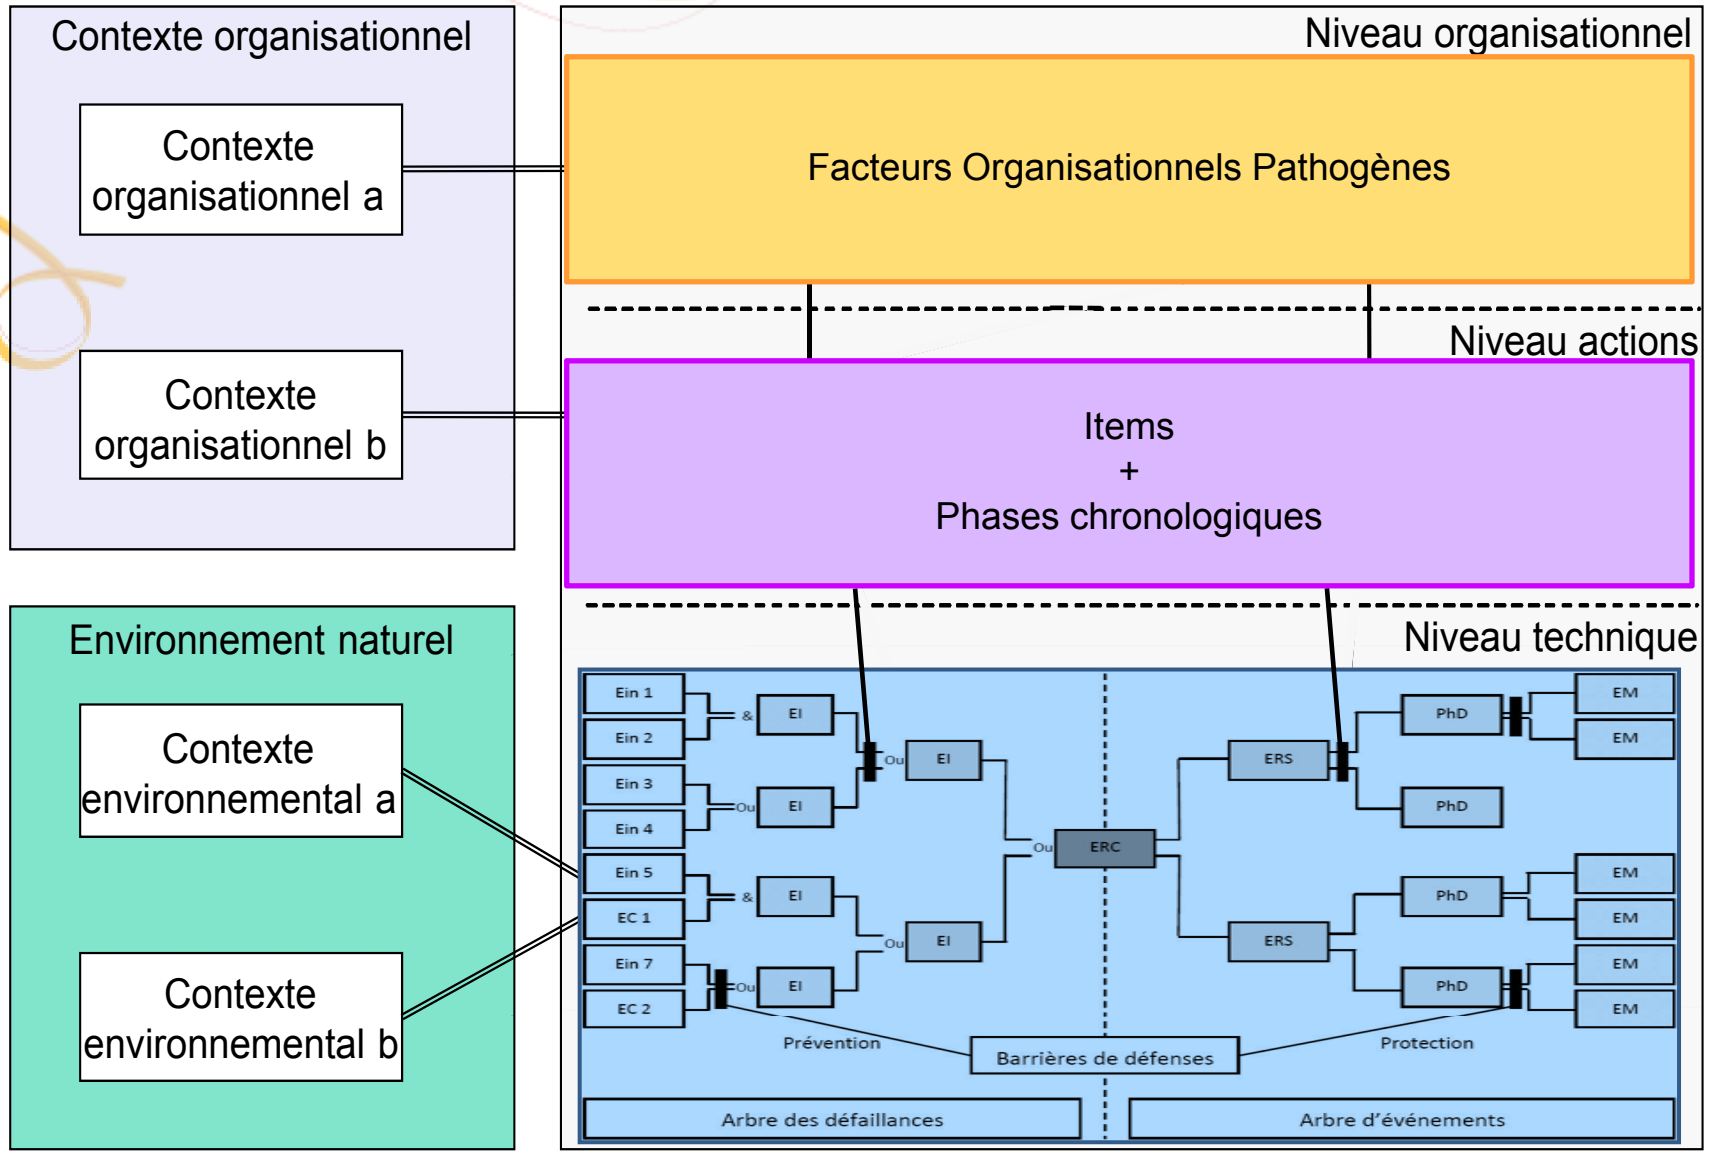 Contexte organisationnel
Contexte
organisationnel a
Contexte
organisationnel b
Niveau organisationnel
Facteurs Organisationnels Pathogènes
Niveau actions
Items
+
Phases chronologiques
Environnement naturel
Contexte
environnemental a
Contexte
environnemental b
Niveau technique
Ein 1
Ein 2
Ein 3
Ein 4
Ein 5
EC 1
Ein 7
EC 2
&
Ou
&
Ou
EI
EI
EI
EI
Ou
Ou
EI
EI
Ou
ERC
ERS
ERS
PhD
PhD
PhD
PhD
EM
EM
EM
EM
EM
EM
Prévention
Barrières de défenses
Protection
Arbre des défaillances
Arbre d'événements